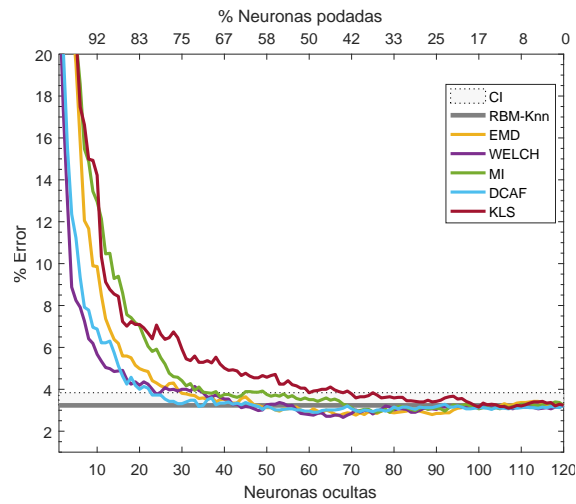 % Neuronas podadas
92 83 75 67 58 50 42 33 25 17 8 0
20
18
16
14
12
10
8
6
4
2
% Error
CI
RBM-Knn
EMD
WELCH
MI
DCAF
KLS
10 20 30 40 50 60 70 80 90 100 110 120
Neuronas ocultas